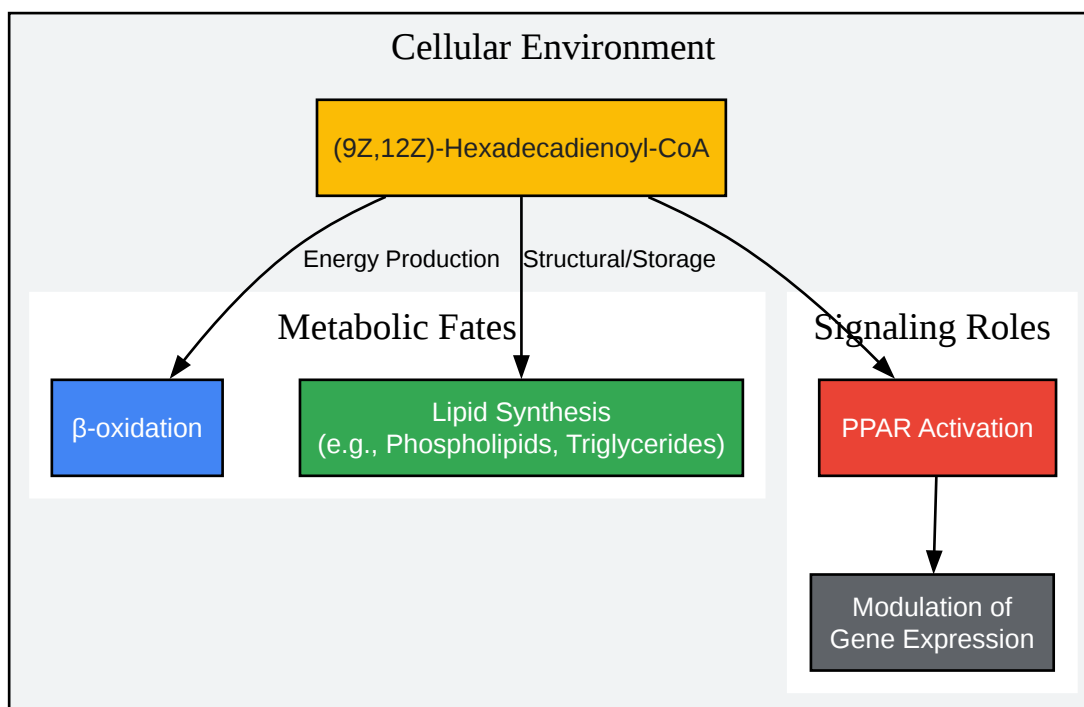 Cellular Environment
(9Z,12Z)-Hexadecadienoyl-CoA
Energy Production
Structural/Storage
Metabolic Fates
Signaling Roles
β-oxidation
Lipid Synthesis
(e.g., Phospholipids, Triglycerides)
PPAR Activation
Modulation of
Gene Expression